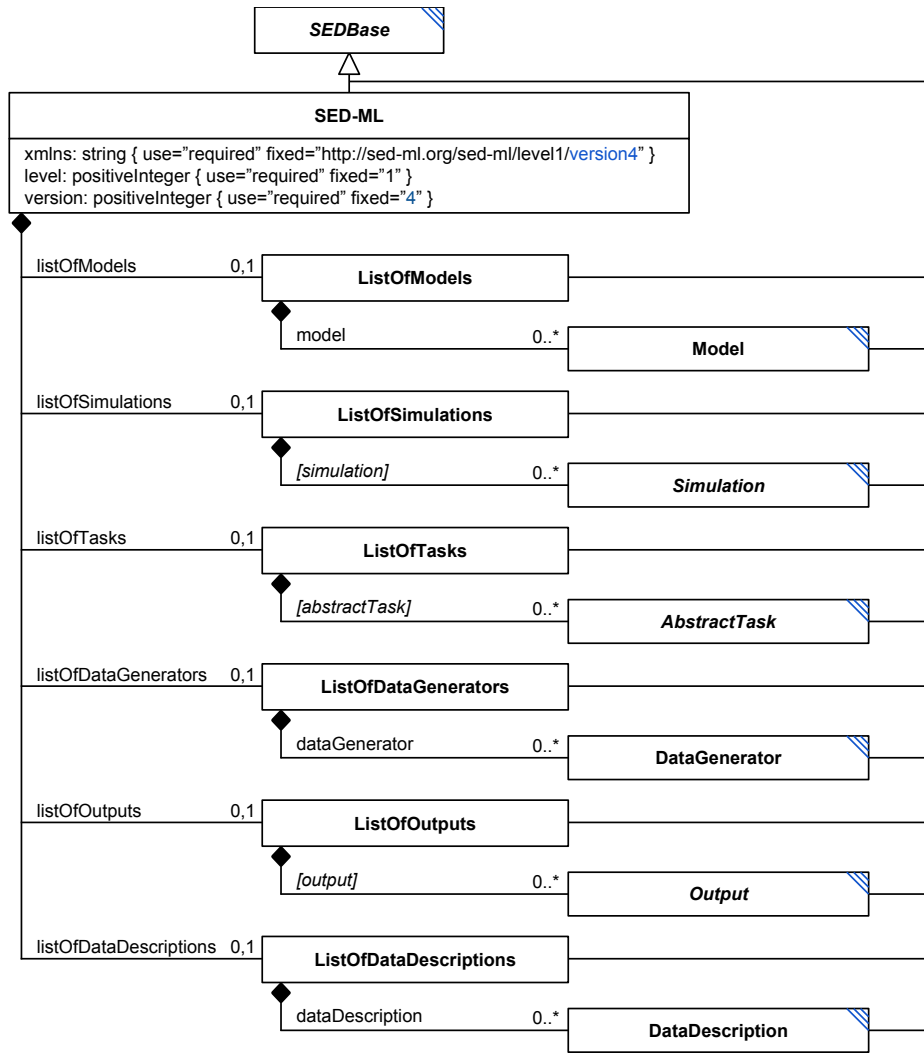 SEDBase
SED-ML
xmlns: string { use=”required” fixed=”http://sed-ml.org/sed-ml/level1/version4” }
level: positiveInteger { use=”required” fixed=”1” }
version: positiveInteger { use=”required” fixed=”4” }
listOfModels 0,1 ListOfModels
model 0..* Model
listOfSimulations 0,1 ListOfSimulations
[simulation] 0..* Simulation
listOfTasks 0,1 ListOfTasks
[abstractTask] 0..* AbstractTask
listOfDataGenerators 0,1 ListOfDataGenerators
dataGenerator 0..* DataGenerator
listOfOutputs 0,1 ListOfOutputs
[output] 0..* Output
listOfDataDescriptions 0,1 ListOfDataDescriptions
dataDescription 0..* DataDescription